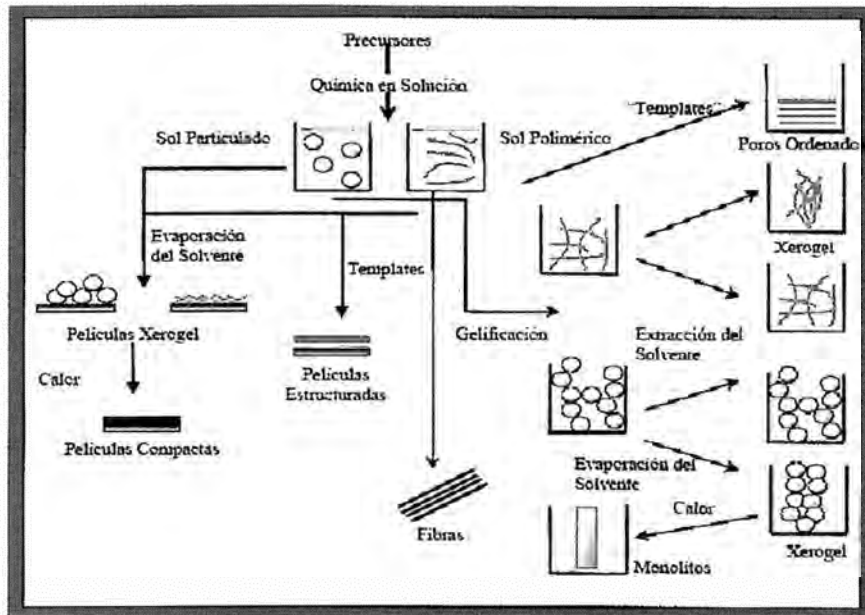 Precursores
Química en Solución
Sol Particulado
Sol Polimérico
"Templates"
Poros Ordenado
Evaporación
del Solvente
Templates
Xerogel
Películas Xerogel
Gelificación
Extracción del
Solvente
Calor
Películas
Estructuradas
Películas Compactas
Evaporación del
Solvente
Fibras
Calor
Monolitos
Xerogel